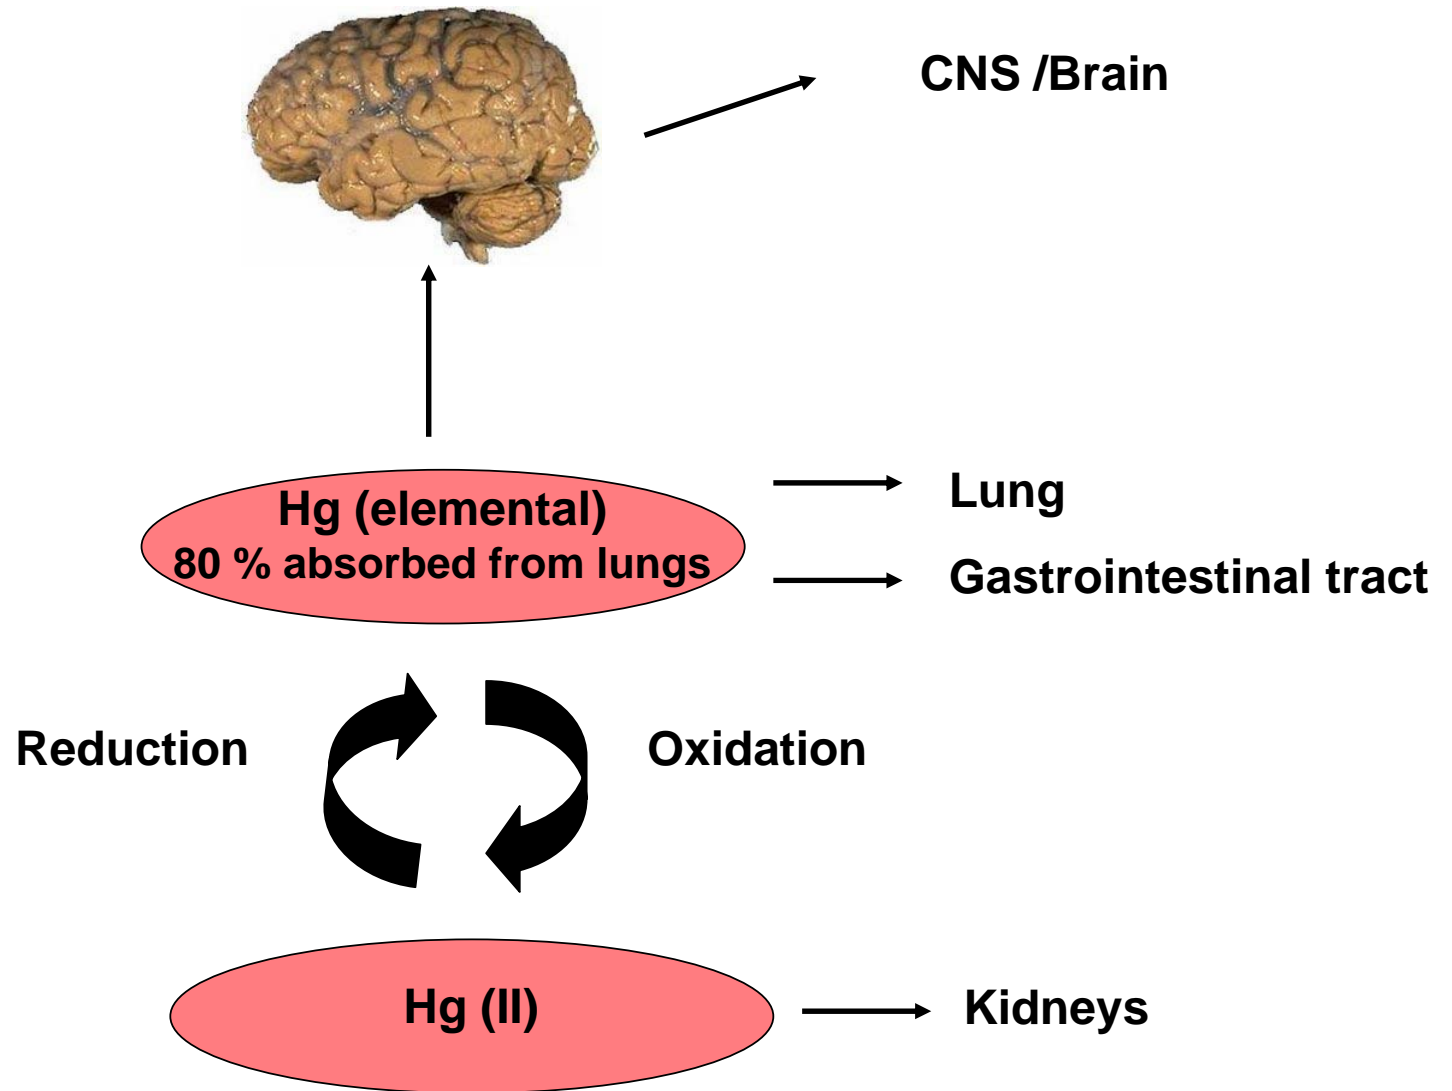 CNS /Brain
Hg (elemental)
80 % absorbed from lungs
Lung
Gastrointestinal tract
Reduction
Oxidation
Hg (II)
Kidneys